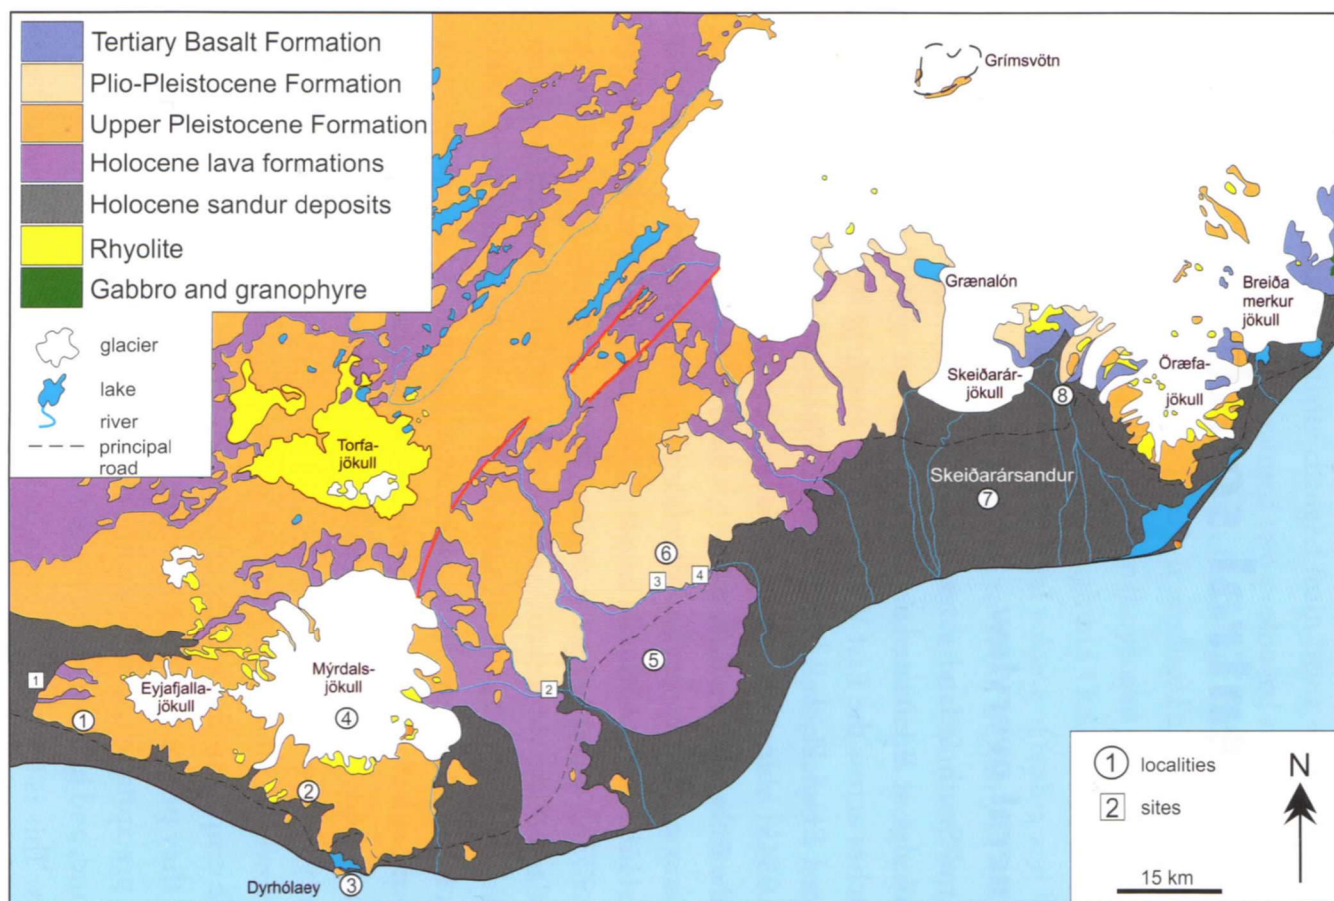 Tertiary Basalt Formation
Plio-Pleistocene Formation
Upper Pleistocene Formation
Holocene lava formations
Holocene sandur deposits
Rhyolite
Gabbro and granophyre
glacier
lake
river
principal
road
Grímsvötn
Grænalón
Breiða
merkur
jökull
Skeiðarár-
jökull
Öræfa-
jökull
8
Torfa-
jökull
Skeiðarársandur
7
6
3
4
5
2
1
Eyjafjalla-
jökull
Mýrdals-
jökull
4
1
2
Dyrhólaey
3
1 localities
2 sites
N
15 km